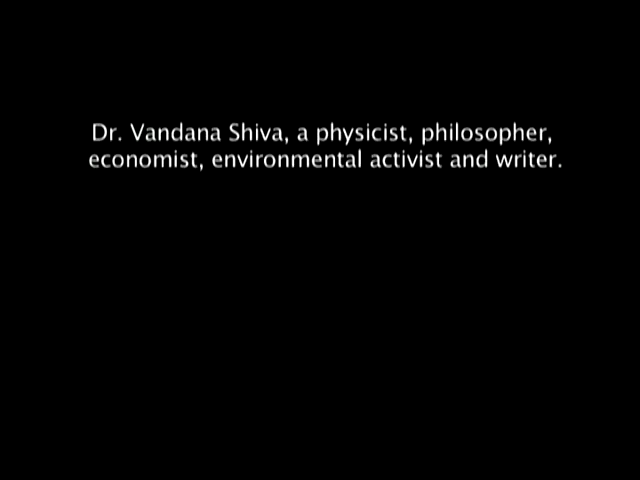 Dr. Vandana Shiva, a physicist, philosopher,
economist, environmental activist and writer.